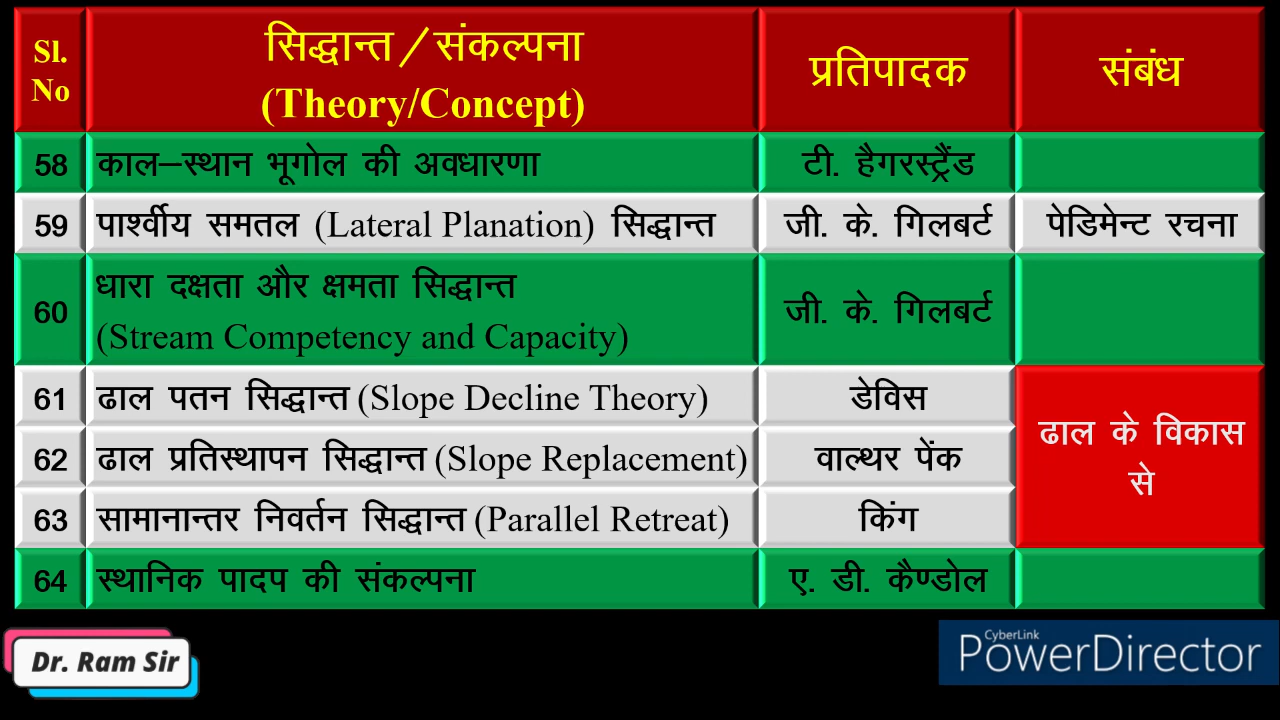 Sl. No
सिद्धान्त/संकल्पना
(Theory/Concept)
प्रतिपादक
संबंध
58 काल–स्थान भूगोल की अवधारणा टी. हैगरस्ट्रैंड
59 पार्श्वीय समतल (Lateral Planation) सिद्धान्त जी. के. गिलबर्ट पेडिमेन्ट रचना
60 धारा दक्षता और क्षमता सिद्धान्त
(Stream Competency and Capacity) जी. के. गिलबर्ट
61 ढाल पतन सिद्धान्त (Slope Decline Theory) डेविस
62 ढाल प्रतिस्थापन सिद्धान्त (Slope Replacement) वाल्थर पेंक
63 सामानान्तर निवर्तन सिद्धान्त (Parallel Retreat) किंग
ढाल के विकास
से
64 स्थानिक पादप की संकल्पना ए. डी. कैण्डोल
Dr. Ram Sir
CyberLink
PowerDirector